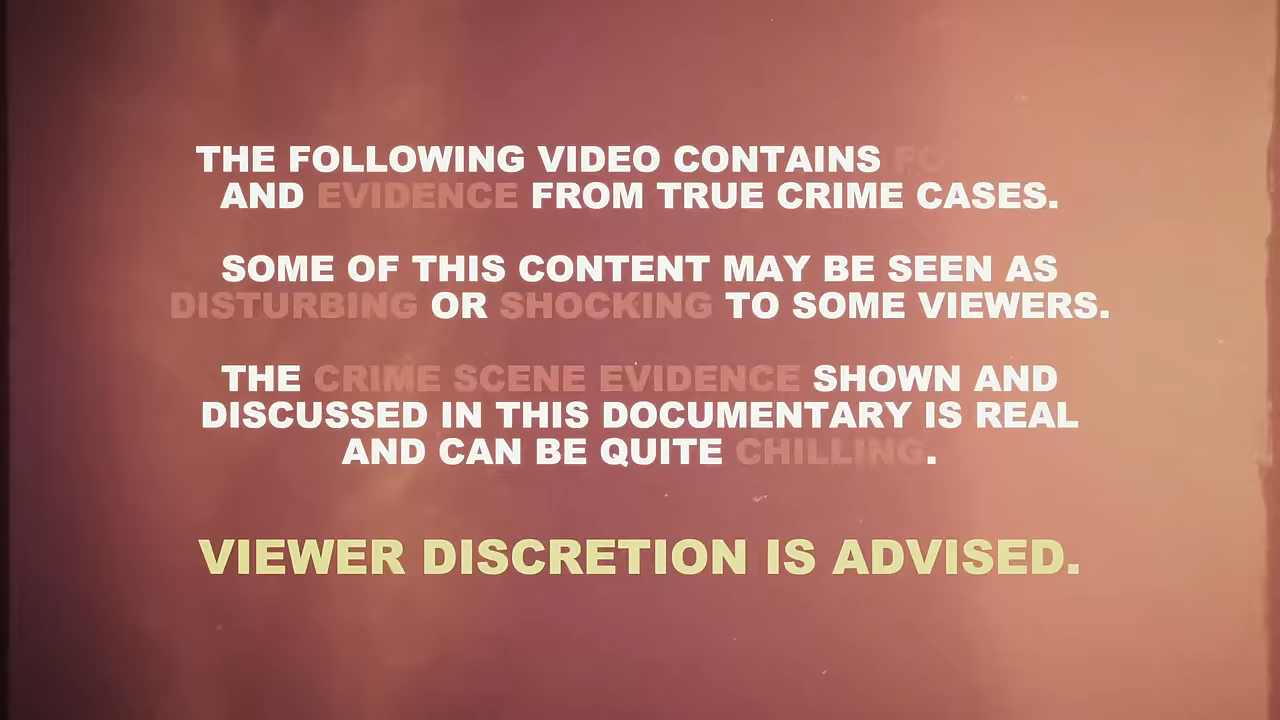 THE FOLLOWING VIDEO CONTAINS
AND EVIDENCE FROM TRUE CRIME CASES.
SOME OF THIS CONTENT MAY BE SEEN AS
DISTURBING OR SHOCKING TO SOME VIEWERS.
THE CRIME SCENE EVIDENCE SHOWN AND
DISCUSSED IN THIS DOCUMENTARY IS REAL
AND CAN BE QUITE CHILLING.
VIEWER DISCRETION IS ADVISED.